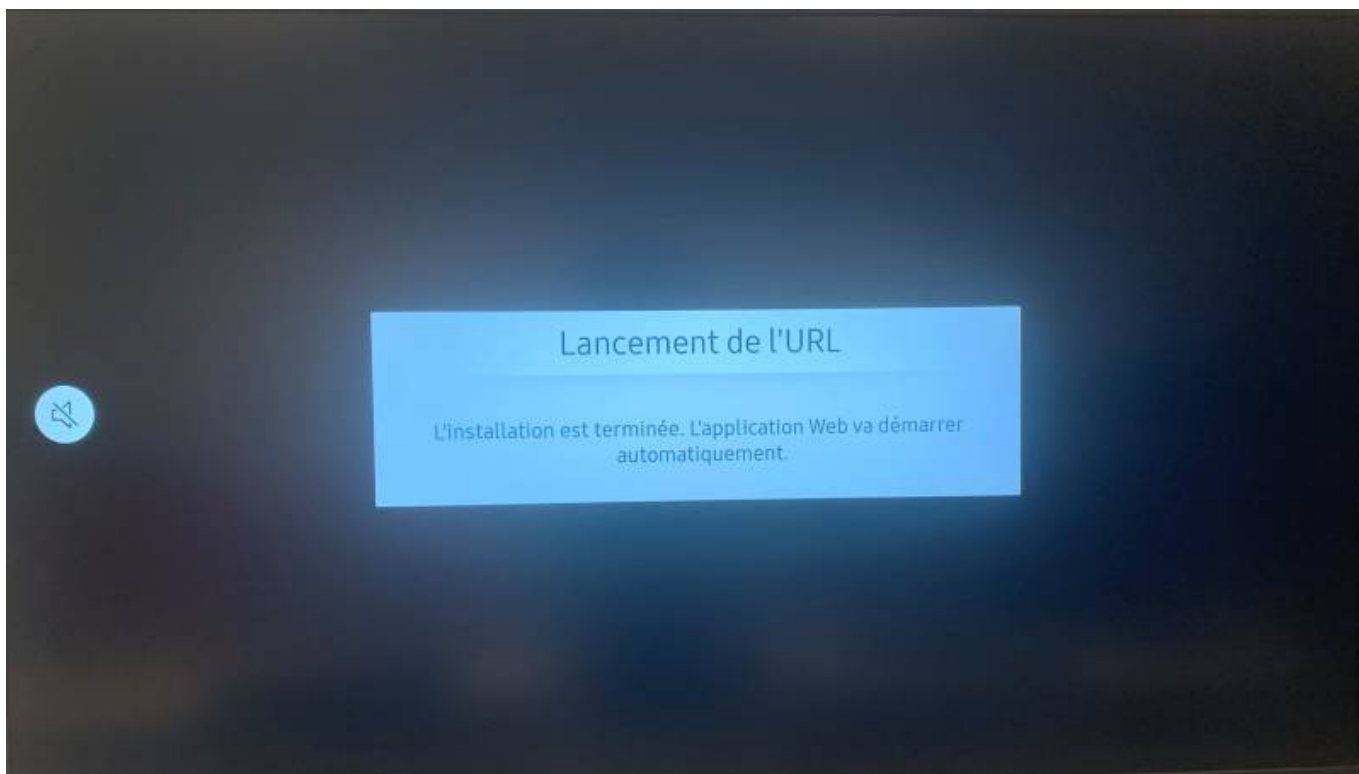 Lancement de l'URL
L'installation est terminée. L'application Web va démarrer
automatiquement.